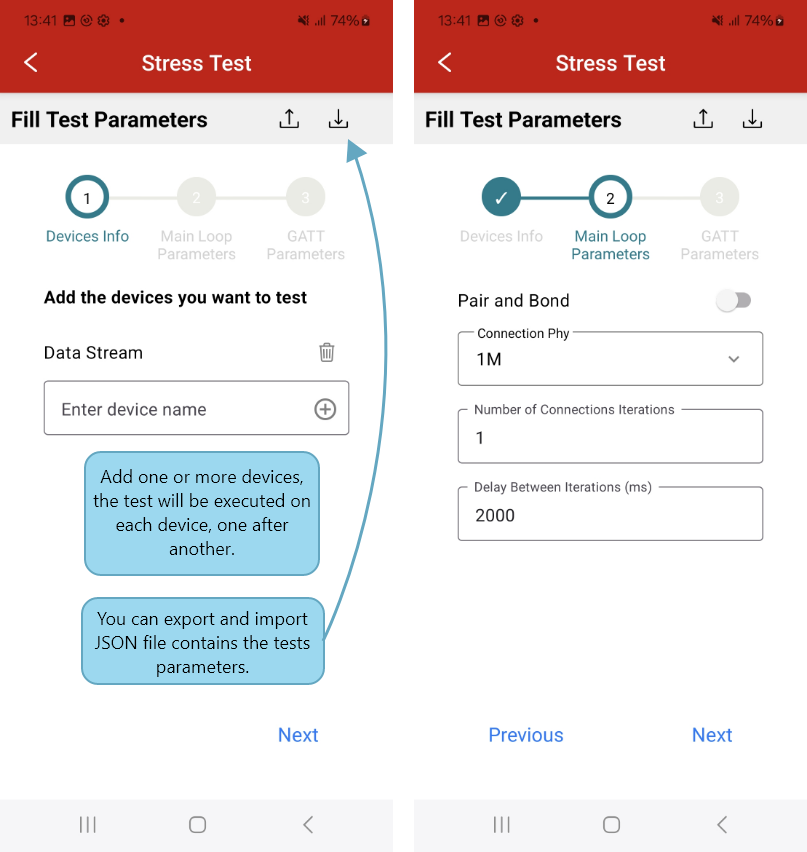 13:41
74%
Stress Test
Fill Test Parameters
1
2
3
Devices Info
Main Loop
Parameters
GATT
Parameters
Add the devices you want to test
Data Stream
Enter device name
Add one or more devices,
the test will be executed on
each device, one after
another.
You can export and import
JSON file contains the tests
parameters.
Next
13:41
74%
Stress Test
Fill Test Parameters
2
3
Devices Info
Main Loop
Parameters
GATT
Parameters
Pair and Bond
Connection Phy
1M
Number of Connections Iterations
1
Delay Between Iterations (ms)
2000
Previous
Next